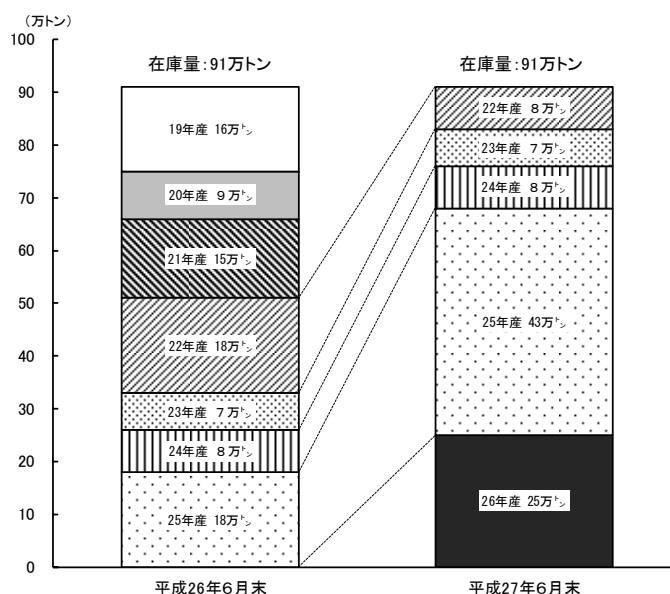 (万トン)
100
90
80
70
60
50
40
30
20
10
0
在庫量:91万トン
19年産 16万㌧
20年産 9万㌧
21年産 15万㌧
22年産 18万㌧
23年産 7万㌧
24年産 8万㌧
25年産 18万㌧
平成26年6月末
在庫量:91万トン
22年産 8万㌧
23年産 7万㌧
24年産 8万㌧
25年産 43万㌧
26年産 25万㌧
平成27年6月末